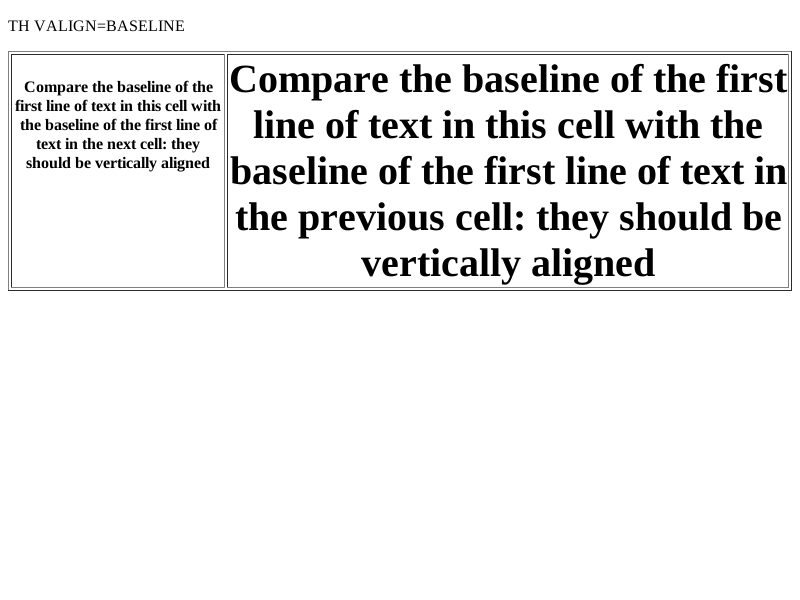 TH VALIGN=BASELINE
Compare the baseline of the
first line of text in this cell with
the baseline of the first line of
text in the next cell: they
should be vertically aligned
Compare the baseline of the first
line of text in this cell with the
baseline of the first line of text in
the previous cell: they should be
vertically aligned